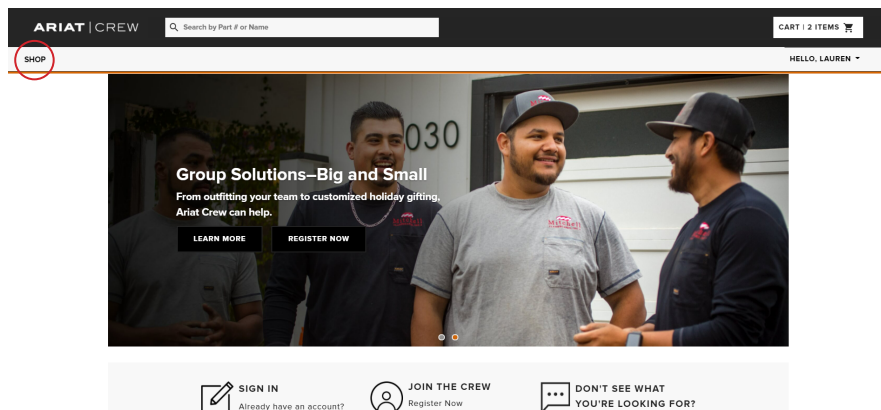 ARIAT | CREW
Search by Part # or Name
CART | 2 ITEMS
SHOP
HELLO, LAUREN
030
Group Solutions–Big and Small
From outfitting your team to customized holiday gifting,
Ariat Crew can help.
LEARN MORE
REGISTER NOW
Mitchell
SIGN IN
Already have an account?
JOIN THE CREW
Register Now
DON'T SEE WHAT
YOU'RE LOOKING FOR?